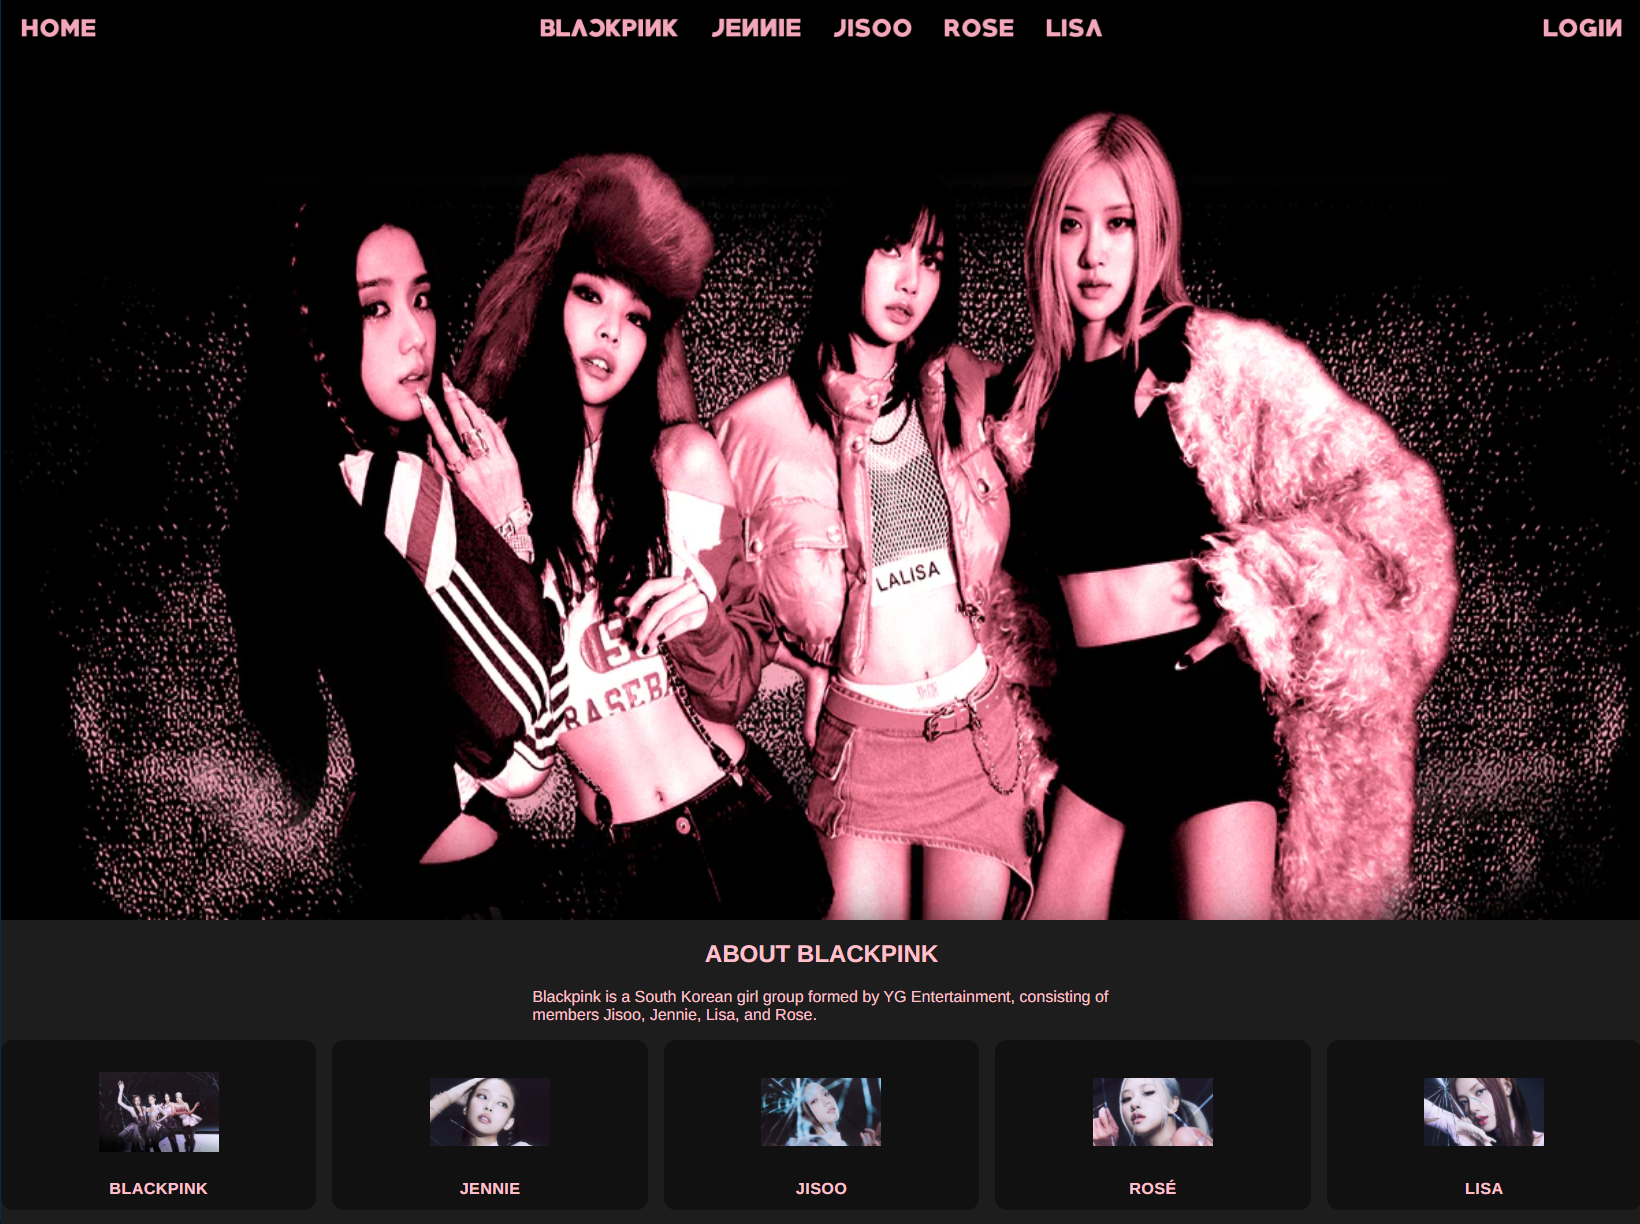 HOME
BLACKPINK JENNIE JISOO ROSE LISA
LOGIN
LALISA
BASEBA
ABOUT BLACKPINK
Blackpink is a South Korean girl group formed by YG Entertainment, consisting of
members Jisoo, Jennie, Lisa, and Rose.
BLACKPINK
JENNIE
JISOO
ROSÉ
LISA